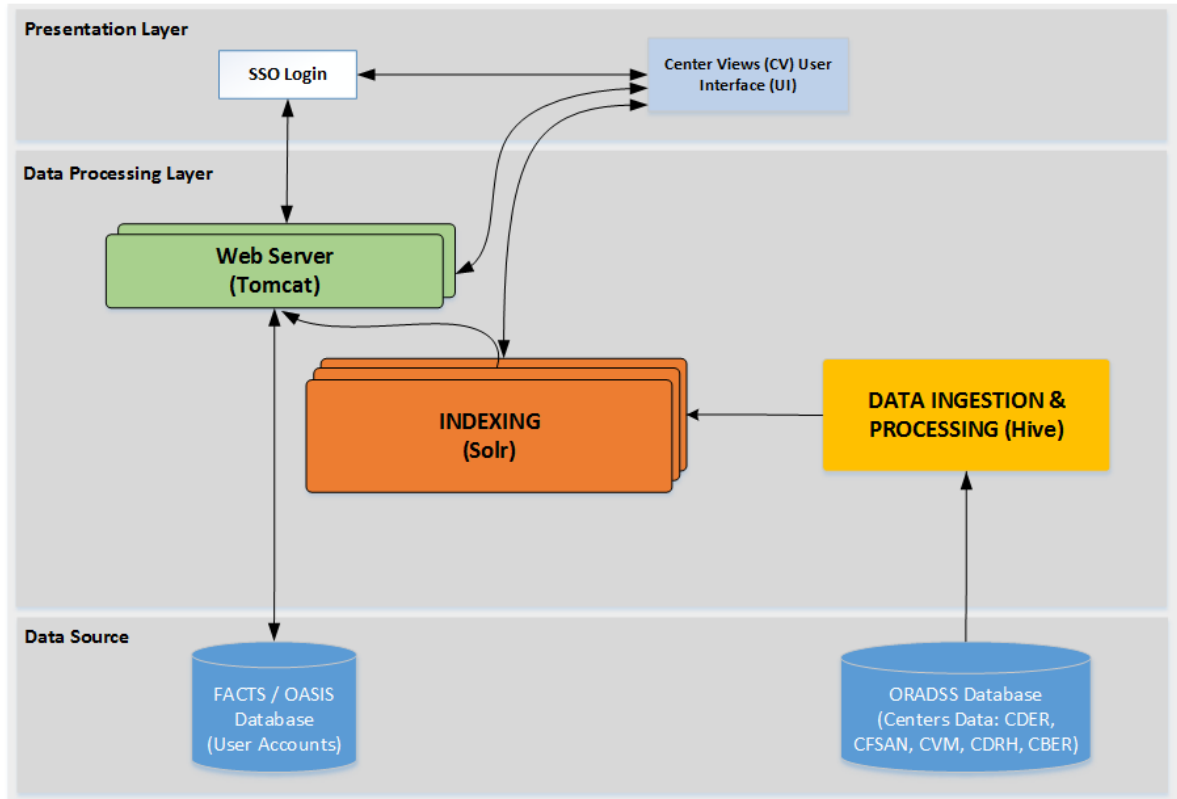 Presentation Layer
SSO Login
Center Views (CV) User
Interface (UI)
Data Processing Layer
Web Server
(Tomcat)
INDEXING
(Solr)
DATA INGESTION &
PROCESSING (Hive)
Data Source
FACTS / OASIS
Database
(User Accounts)
ORADSS Database
(Centers Data: CDER,
CFSAN, CVM, CDRH, CBER)